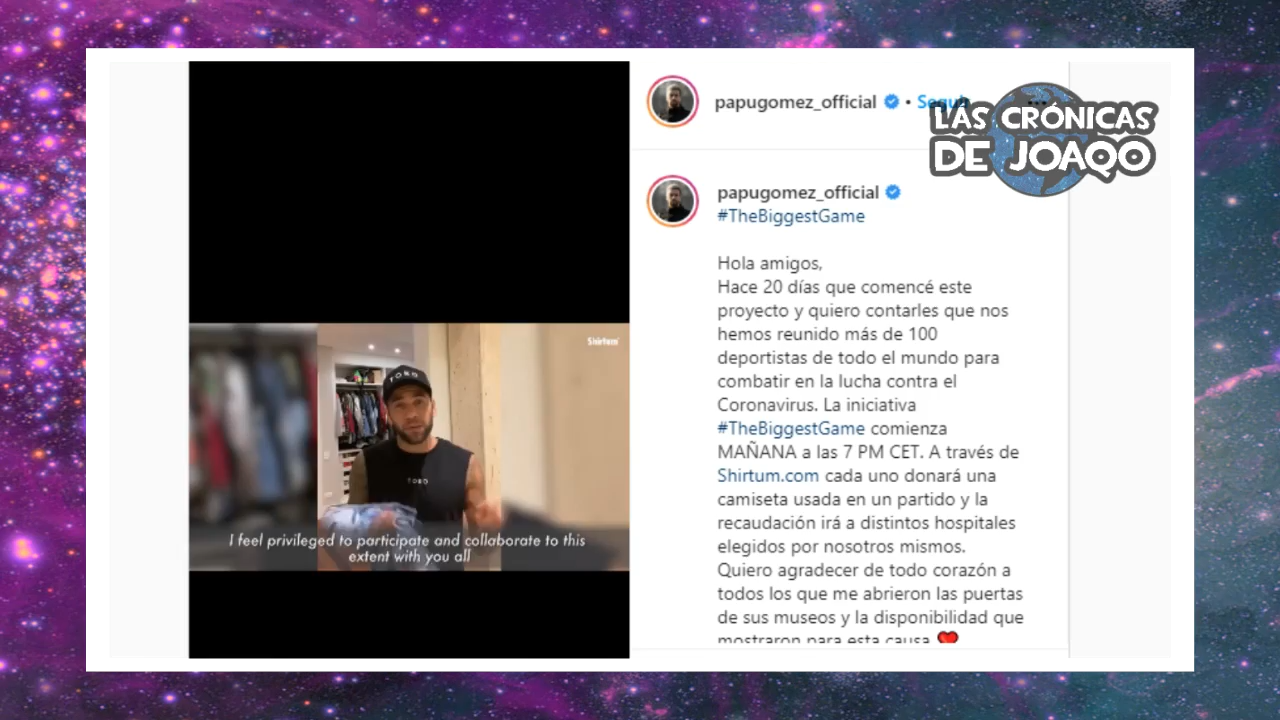 papugomez_official • Seguir
LAS CRÓNICAS
DE JOAQO
papugomez_official
#TheBiggestGame
Hola amigos,
Hace 20 días que comencé este
proyecto y quiero contarles que nos
hemos reunido más de 100
deportistas de todo el mundo para
combatir en la lucha contra el
Coronavirus. La iniciativa
#TheBiggestGame comienza
MAÑANA a las 7 PM CET. A través de
Shirtum.com cada uno donará una
camiseta usada en un partido y la
recaudación irá a distintos hospitales
elegidos por nosotros mismos.
Quiero agradecer de todo corazón a
todos los que me abrieron las puertas
de sus museos y la disponibilidad que
mostraron para esta causa ❤️
Shirtum
TORO
TORO
I feel privileged to participate and collaborate to this
extent with you all